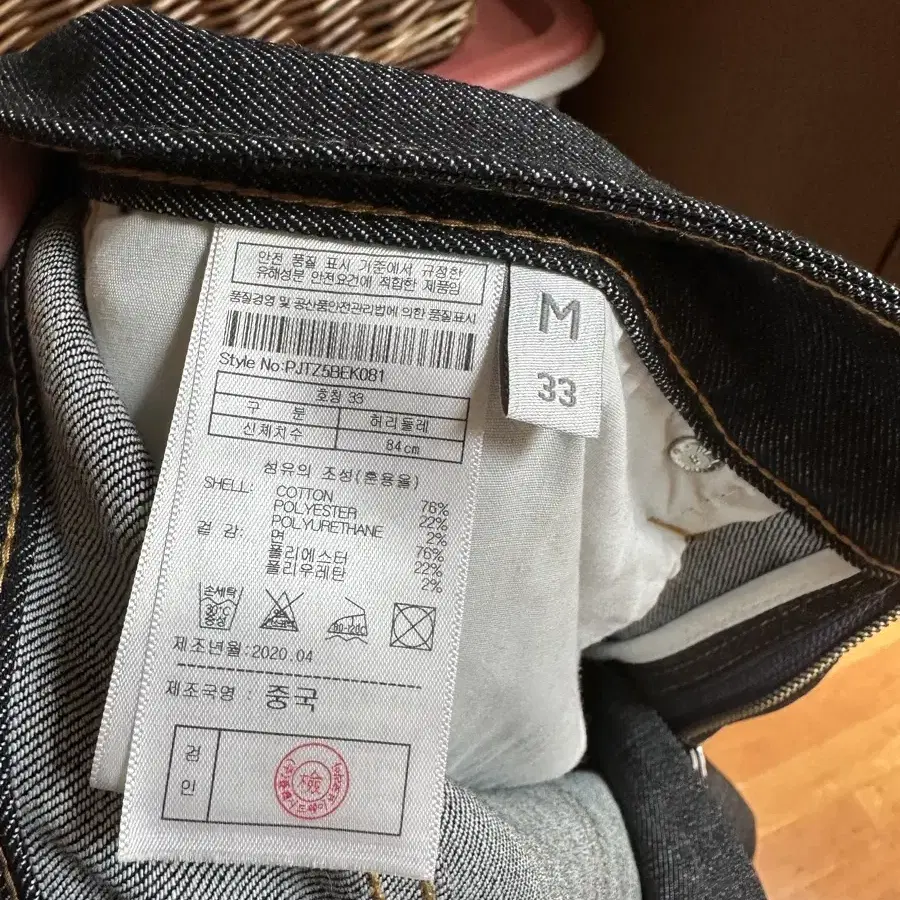 안전 품질 표시 기준에서 규정한
유해성분 안전요건에 적합한 제품임
품질경영 및 공산품안전관리법에 의한 품질표시
Style No:PJTZ5BEK081
호칭 33
구 분 허리둘레
신체치수 84cm
섬유의 조성(혼용율)
SHELL: COTTON 76%
POLYESTER 22%
POLYURETHANE 2%
겉 감: 면 76%
폴리에스터 22%
폴리우레탄 2%
손세탁
30℃
중성
제조년월: 2020.04
제조국명 : 중국
검
인
檢
M
33